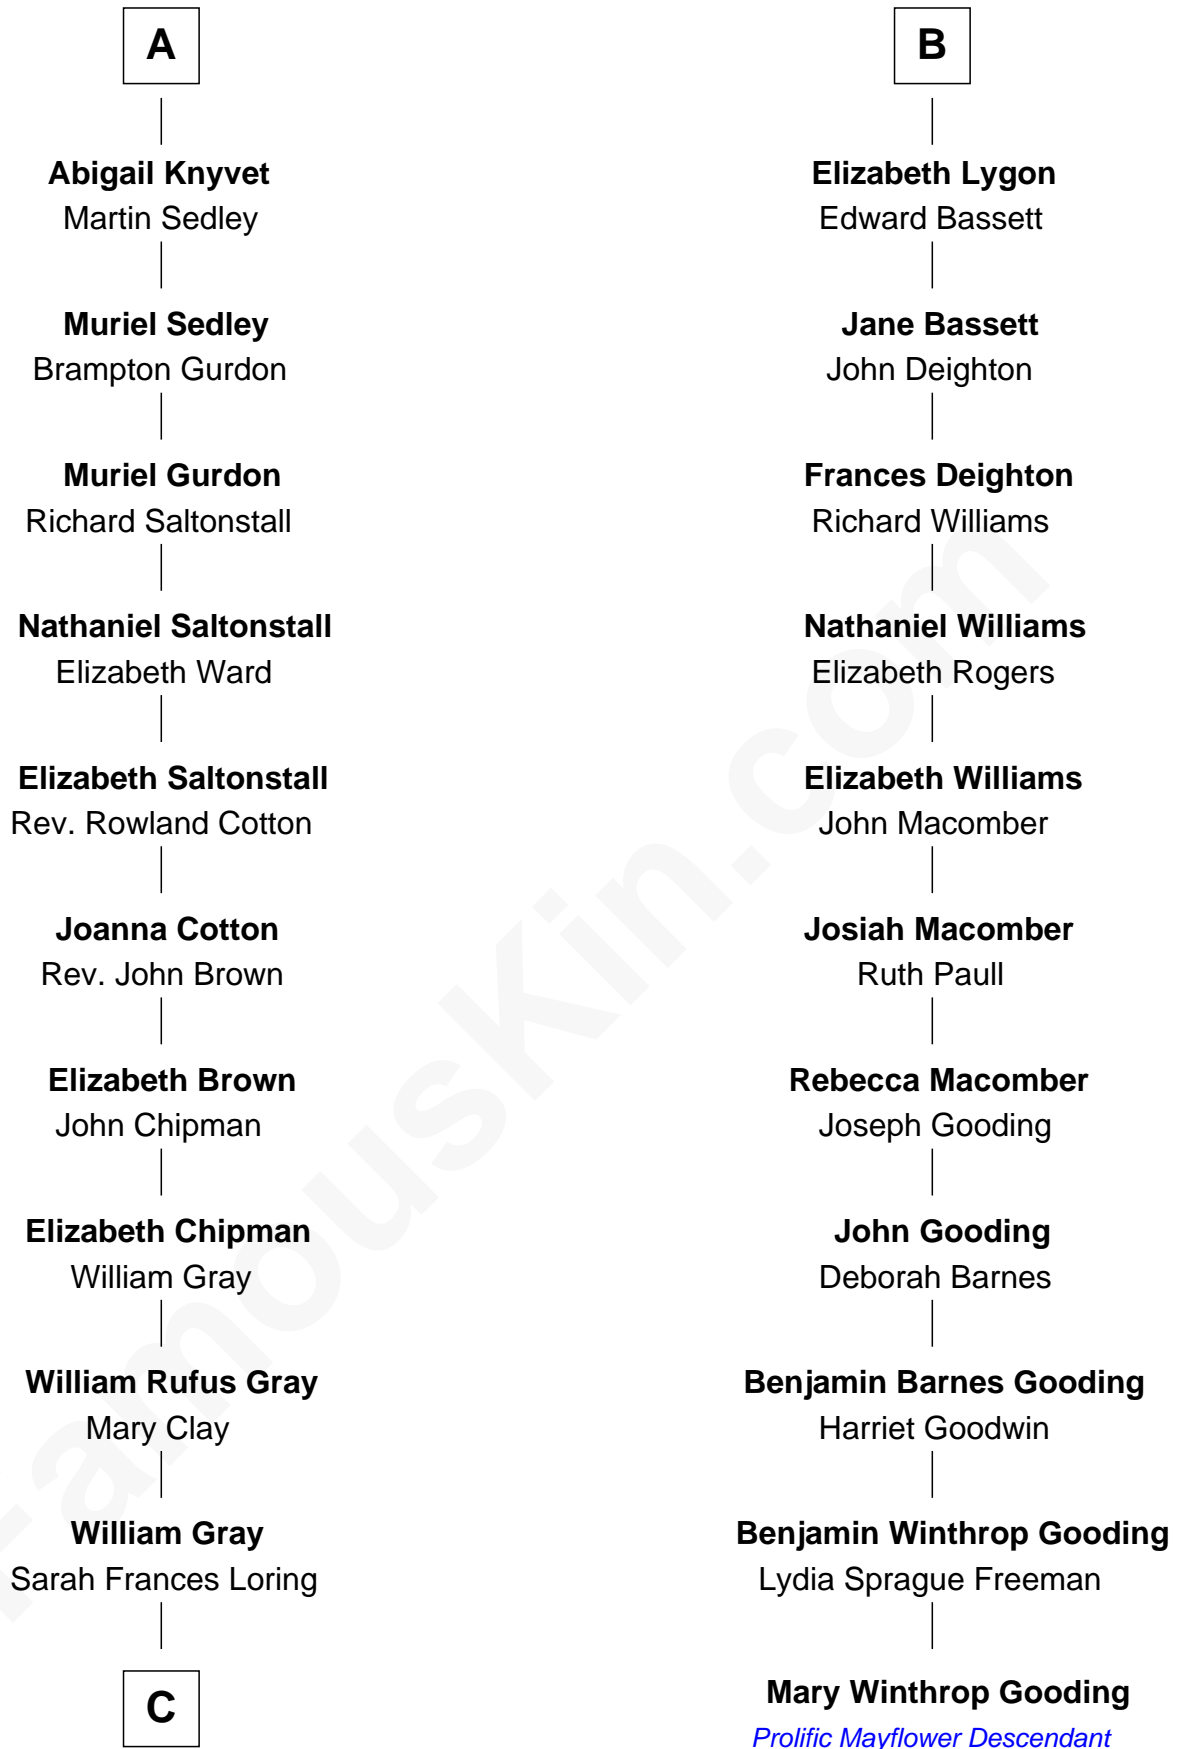 A
Abigail Knyvet
Martin Sedley
Muriel Sedley
Brampton Gurdon
Muriel Gurdon
Richard Saltonstall
Nathaniel Saltonstall
Elizabeth Ward
Elizabeth Saltonstall
Rev. Rowland Cotton
Joanna Cotton
Rev. John Brown
Elizabeth Brown
John Chipman
Elizabeth Chipman
William Gray
William Rufus Gray
Mary Clay
William Gray
Sarah Frances Loring
C
B
Elizabeth Lygon
Edward Bassett
Jane Bassett
John Deighton
Frances Deighton
Richard Williams
Nathaniel Williams
Elizabeth Rogers
Elizabeth Williams
John Macomber
Josiah Macomber
Ruth Paull
Rebecca Macomber
Joseph Gooding
John Gooding
Deborah Barnes
Benjamin Barnes Gooding
Harriet Goodwin
Benjamin Winthrop Gooding
Lydia Sprague Freeman
Mary Winthrop Gooding
Prolific Mayflower Descendant
FamousKin.com